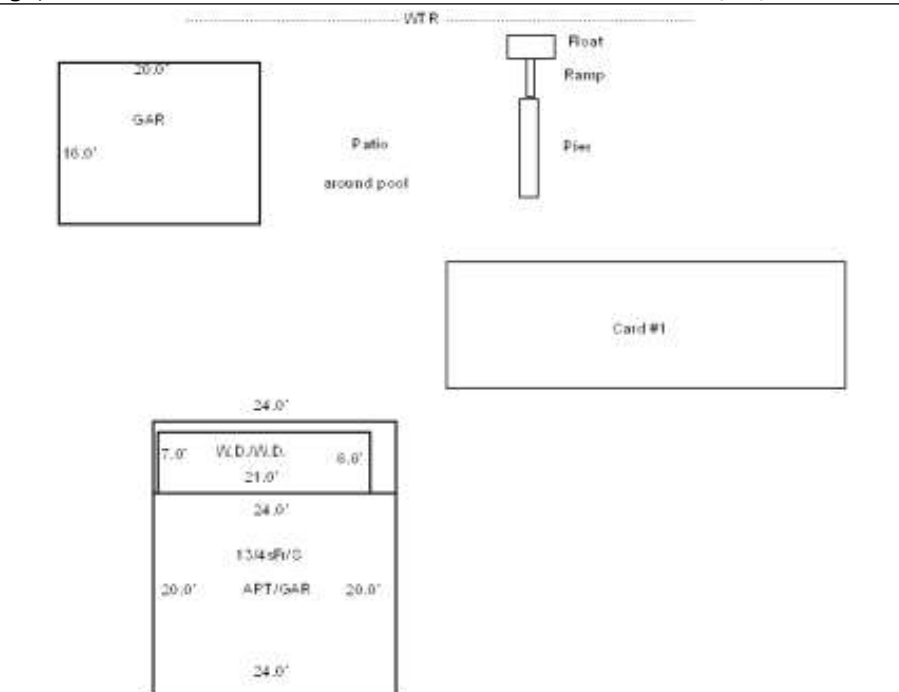 WTR
Float
Ramp
Pier
20.0'
GAR
16.0'
Patio
around pool
Card #1
24.0'
7.0'
W.D./W.D.
6.0'
21.0'
24.0'
1 3/4sFr/S
20.0'
APT/GAR
20.0'
24.0'